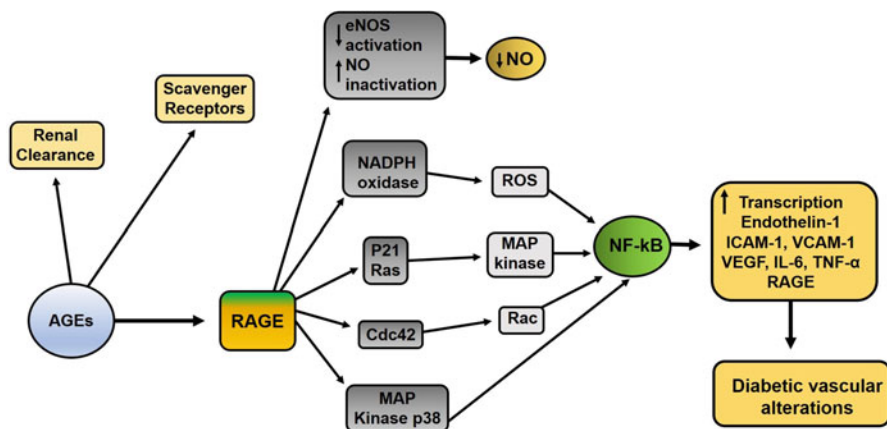 ↓ eNOS
activation
↑ NO
inactivation
↓NO
Scavenger
Receptors
Renal
Clearance
NADPH
oxidase
ROS
P21
Ras
MAP
kinase
NF-kB
↑ Transcription
Endothelin-1
ICAM-1, VCAM-1
VEGF, IL-6, TNF-α
RAGE
AGEs
RAGE
Cdc42
Rac
MAP
Kinase p38
Diabetic vascular
alterations